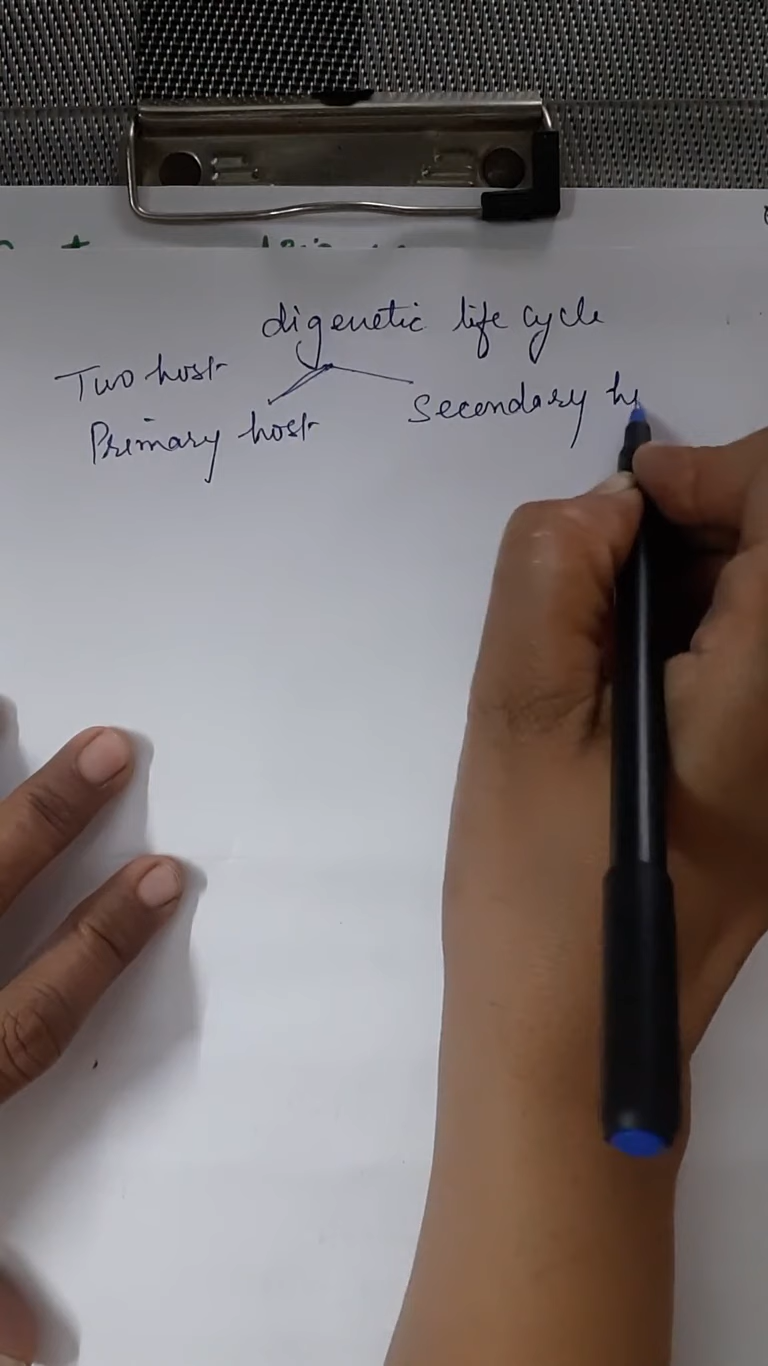 digenetic life cycle
Two host
Primary host
Secondary h